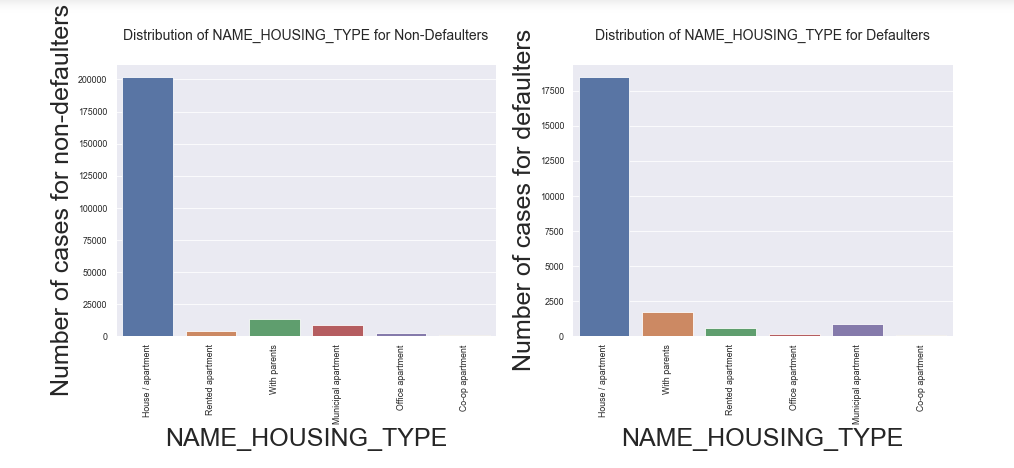 Distribution of NAME_HOUSING_TYPE for Non-Defaulters
Number of cases for non-defaulters
200000
175000
150000
125000
100000
75000
50000
25000
0
House / apartment
Rented apartment
With parents
Municipal apartment
Office apartment
Co-op apartment
NAME_HOUSING_TYPE
Distribution of NAME_HOUSING_TYPE for Defaulters
Number of cases for defaulters
17500
15000
12500
10000
7500
5000
2500
0
House / apartment
With parents
Rented apartment
Office apartment
Municipal apartment
Co-op apartment
NAME_HOUSING_TYPE